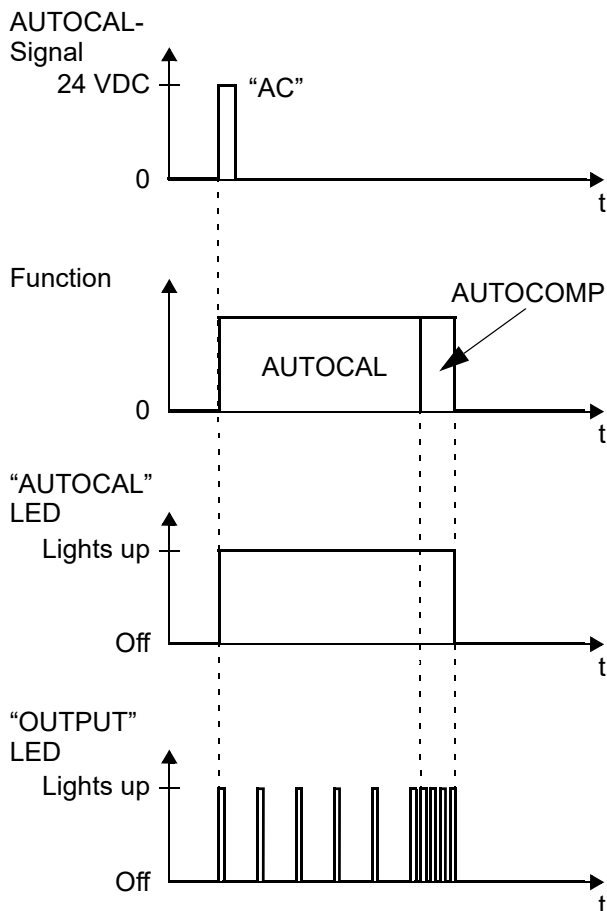 AUTOCAL-
Signal
24 VDC
“AC”
0
t
Function
AUTOCOMP
AUTOCAL
0
t
“AUTOCAL”
LED
Lights up
Off
t
“OUTPUT”
LED
Lights up
Off
t